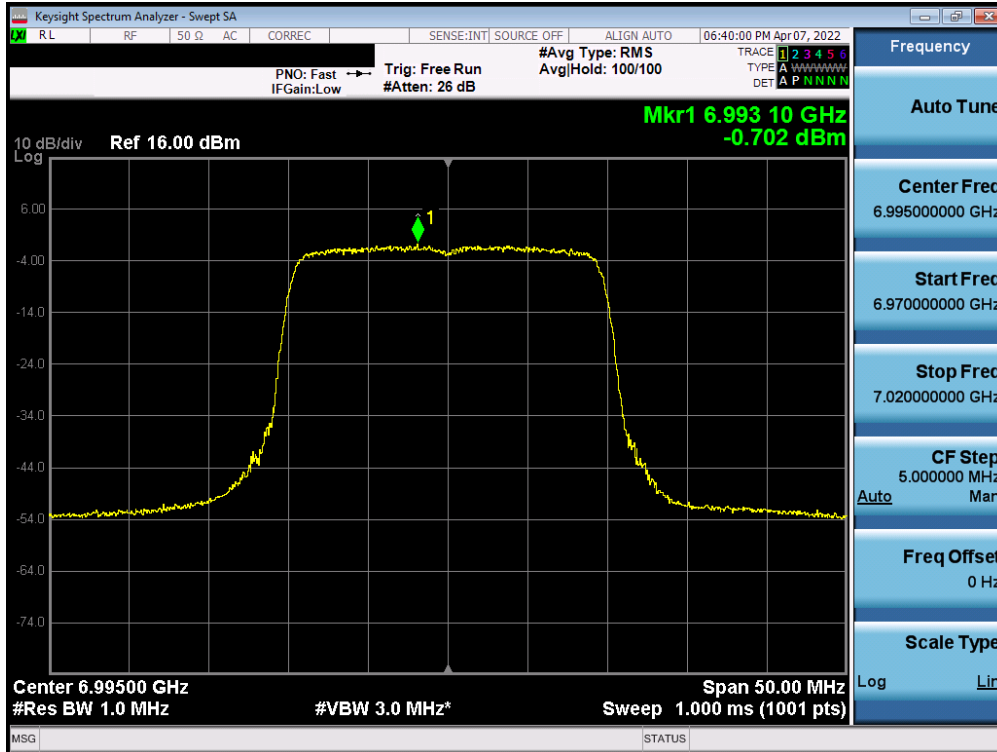 Keysight Spectrum Analyzer - Swept SA
LXI RL RF 50 Ω AC CORREC SENSE:INT SOURCE OFF ALIGN AUTO 06:40:00 PM Apr 07, 2022
PNO: Fast Trig: Free Run #Avg Type: RMS TRACE 1 2 3 4 5 6
IFGain:Low #Atten: 26 dB Avg|Hold: 100/100 TYPE A WWWWW
DET A P N N N N
Mkr1 6.993 10 GHz
-0.702 dBm
10 dB/div Ref 16.00 dBm
Log
6.00
1
-4.00
-14.0
-24.0
-34.0
-44.0
-54.0
-64.0
-74.0
Center 6.99500 GHz Span 50.00 MHz
#Res BW 1.0 MHz #VBW 3.0 MHz* Sweep 1.000 ms (1001 pts)
MSG STATUS
Frequency
Auto Tune
Center Freq
6.995000000 GHz
Start Freq
6.970000000 GHz
Stop Freq
7.020000000 GHz
CF Step
5.000000 MHz
Auto Man
Freq Offset
0 Hz
Scale Type
Log Lin